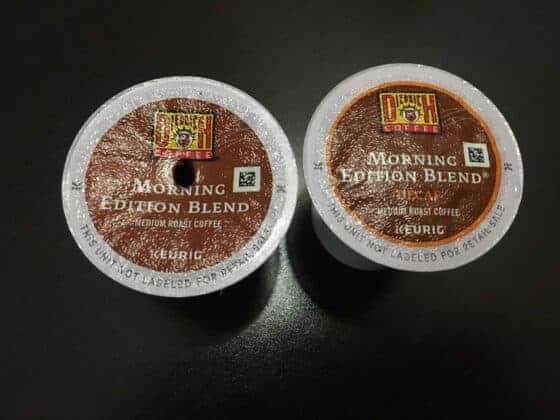 DIEDRICH
COFFEE
MORNING
EDITION BLEND®
MEDIUM ROAST COFFEE
KEURIG
THIS UNIT NOT LABELED FOR RETAIL SALE
DIEDRICH
COFFEE
MORNING
EDITION BLEND®
DECAF
MEDIUM ROAST COFFEE
KEURIG®
THIS UNIT NOT LABELED FOR RETAIL SALE